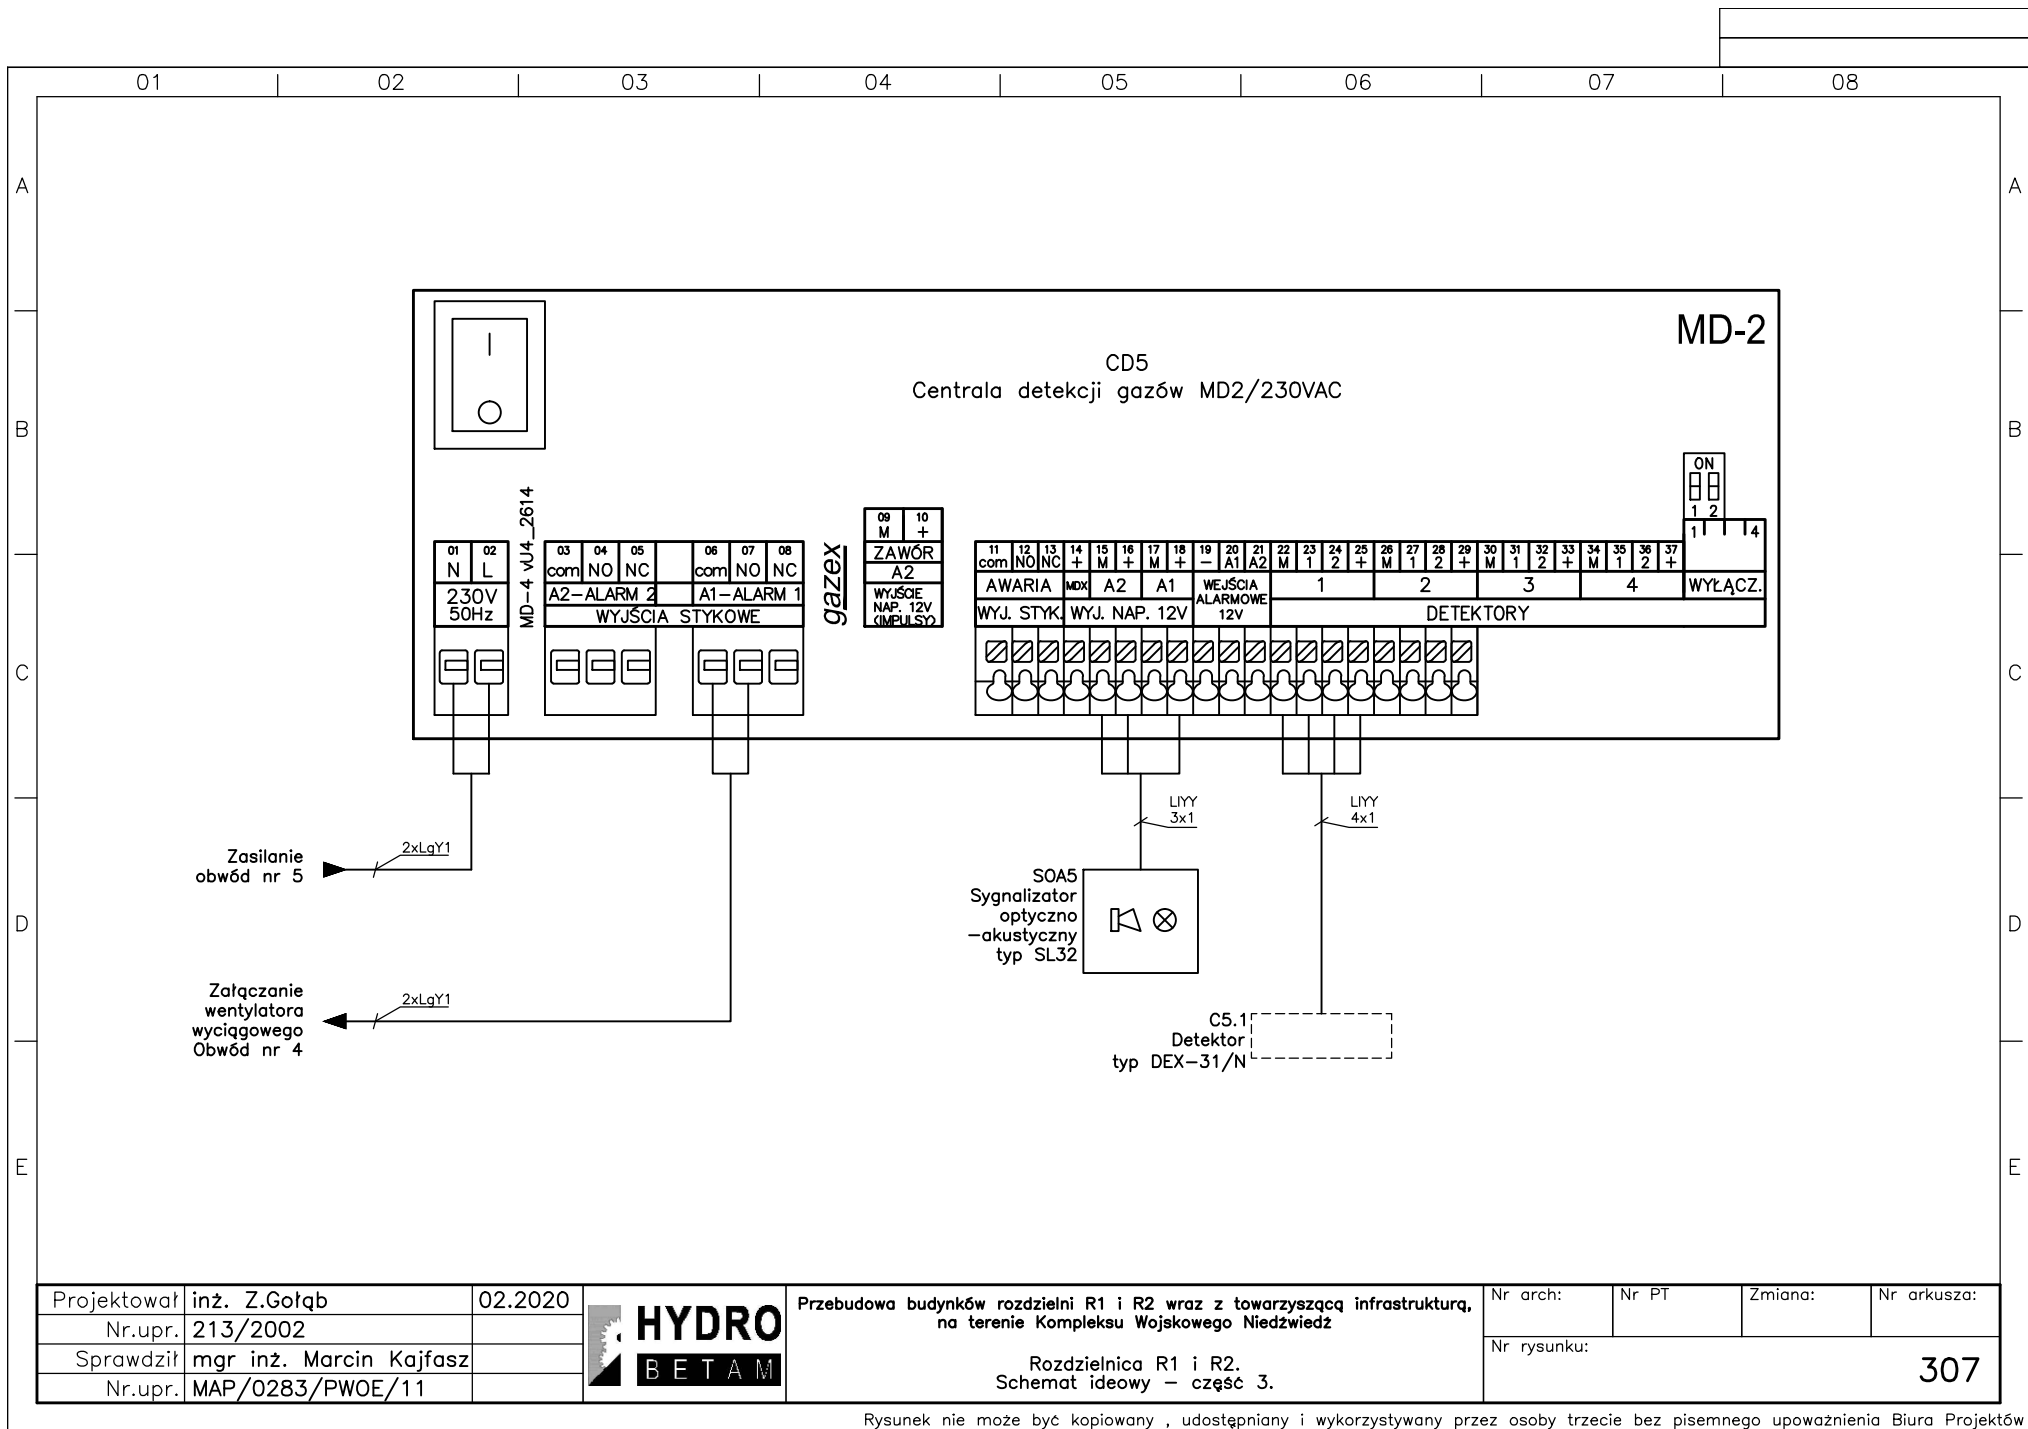 01 02 03 04 05 06 07 08
A A
B B
C C
D D
E E
MD-2
CD5
Centrala detekcji gazów MD2/230VAC
ON
1 2
1 4
MD-4 vU4_2614
01 02
N L
230V
50Hz
03 04 05 06 07 08
com NO NC com NO NC
A2-ALARM 2 A1-ALARM 1
WYJŚCIA STYKOWE
gazex
09 10
M +
ZAWÓR
A2
WYJŚCIE
NAP. 12V
(IMPULSY)
11 12 13 14 15 16 17 18 19 20 21 22 23 24 25 26 27 28 29 30 31 32 33 34 35 36 37
com NO NC + M + M + - A1 A2 M 1 2 + M 1 2 + M 1 2 + M 1 2 +
AWARIA MDX A2 A1 WEJŚCIA ALARMOWE 12V 1 2 3 4 WYŁĄCZ.
WYJ. STYK. WYJ. NAP. 12V DETEKTORY
Zasilanie
obwód nr 5
2xLgY1
Załączanie
wentylatora
wyciągowego
Obwód nr 4
2xLgY1
LIYY
3x1
LIYY
4x1
SOA5
Sygnalizator
optyczno
-akustyczny
typ SL32
C5.1
Detektor
typ DEX-31/N
Projektował inż. Z.Gołąb 02.2020
Nr.upr. 213/2002
Sprawdził mgr inż. Marcin Kajfasz
Nr.upr. MAP/0283/PWOE/11
HYDRO
BETAM
Przebudowa budynków rozdzielni R1 i R2 wraz z towarzyszącą infrastrukturą,
na terenie Kompleksu Wojskowego Niedźwiedź
Rozdzielnica R1 i R2.
Schemat ideowy - część 3.
Nr arch: Nr PT Zmiana: Nr arkusza:
Nr rysunku:
307
Rysunek nie może być kopiowany , udostępniany i wykorzystywany przez osoby trzecie bez pisemnego upoważnienia Biura Projektów